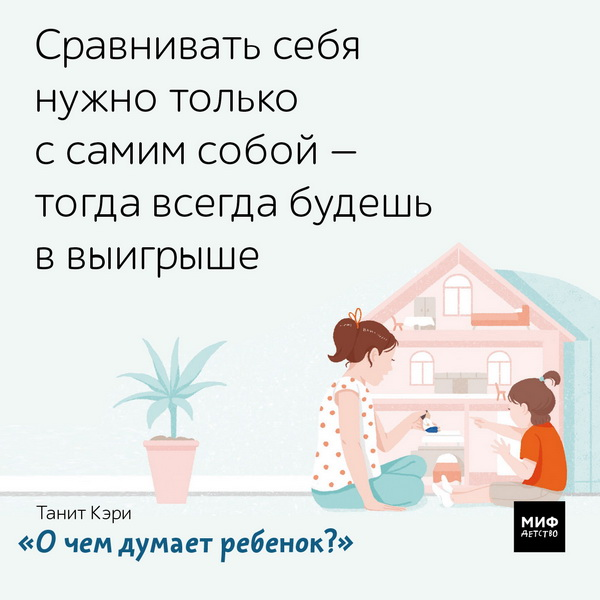 Сравнивать себя
нужно только
с самим собой –
тогда всегда будешь
в выигрыше
Танит Кэри
«О чем думает ребенок?»
МИФ
ДЕТСТВО